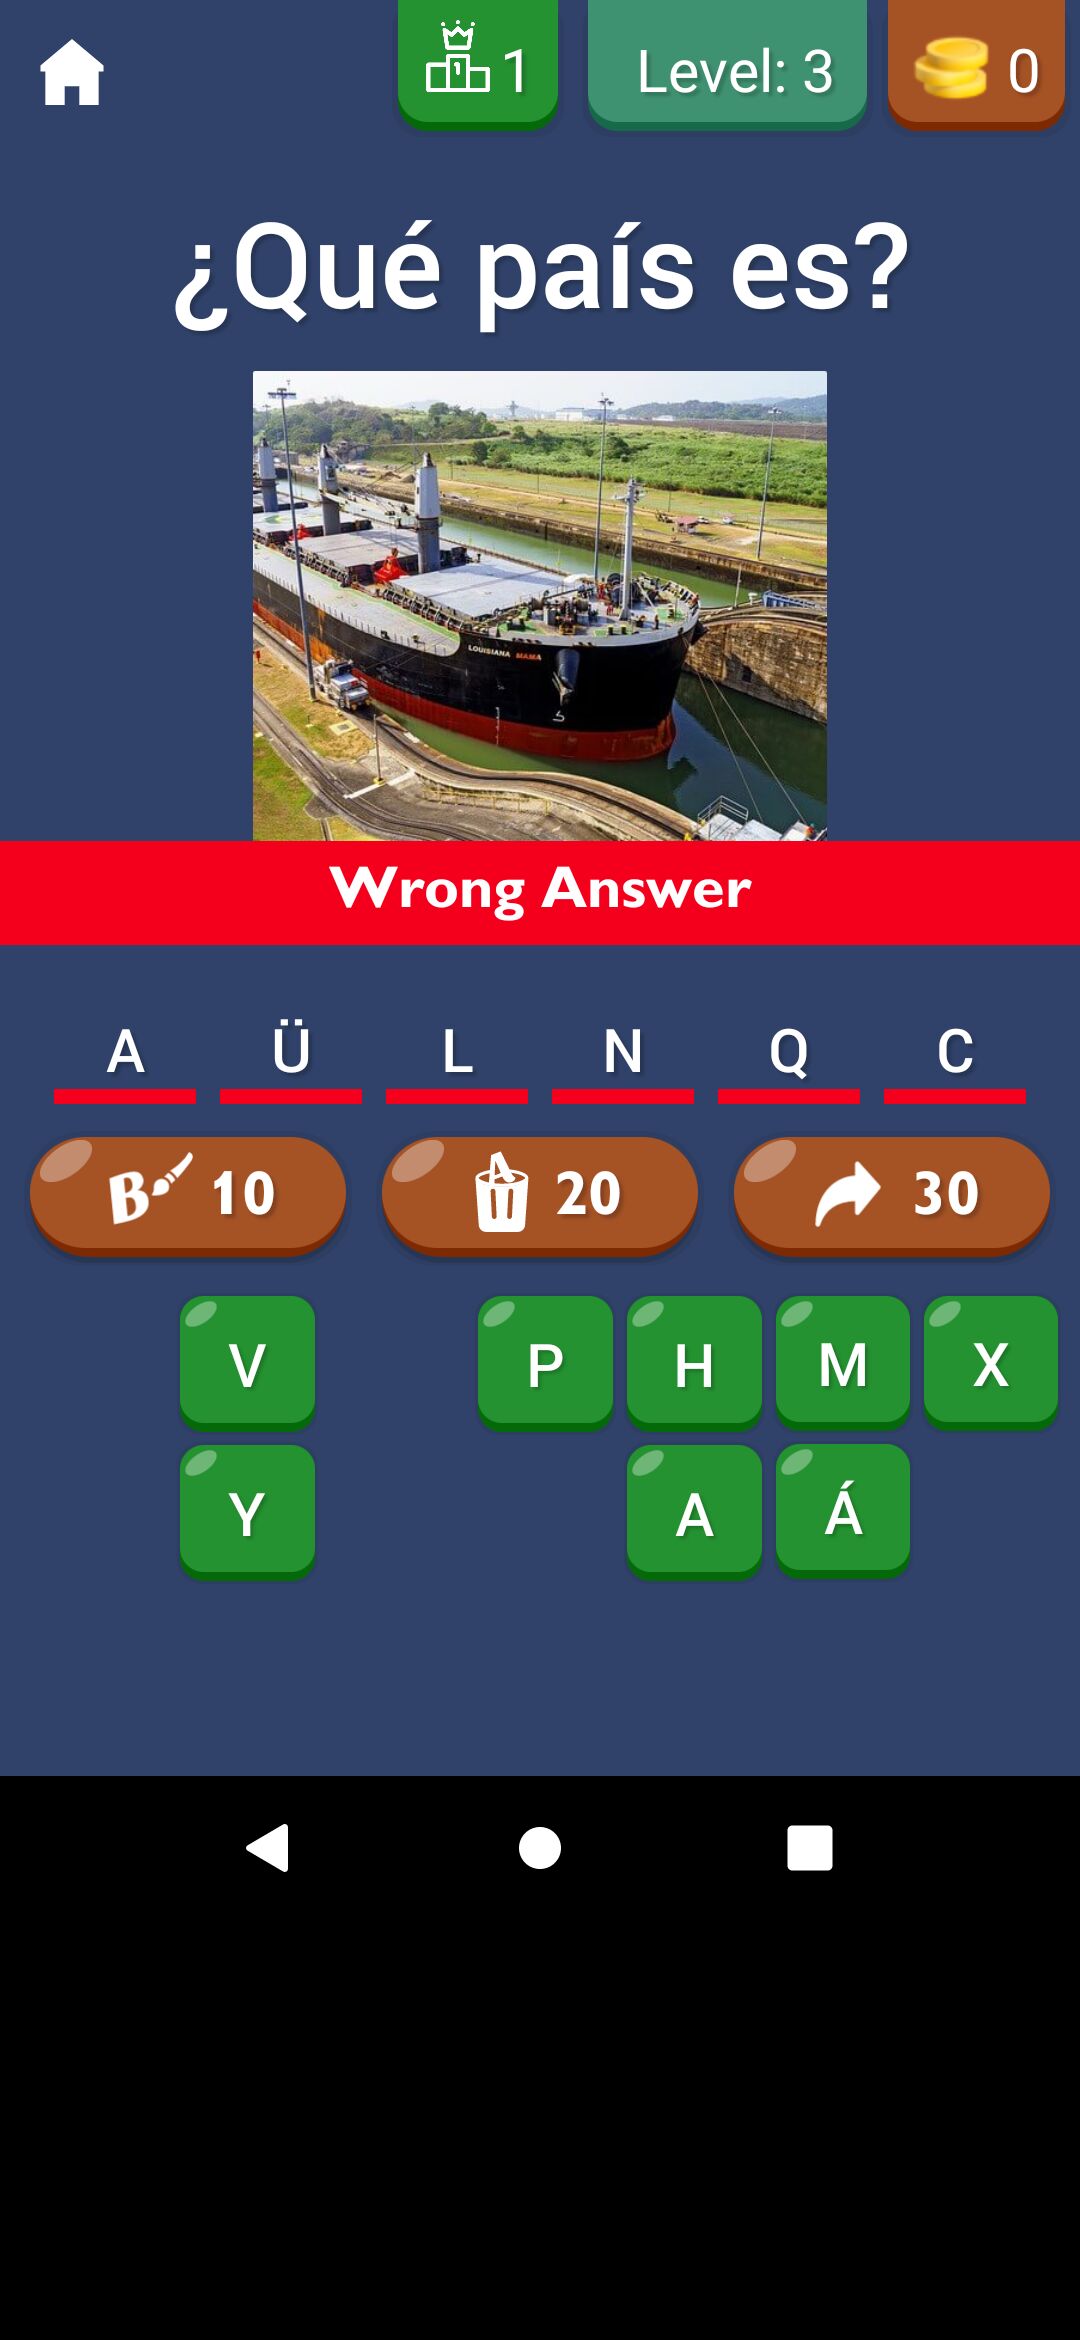 1
Level: 3
0
¿Qué país es?
LOUISIANA MAMA
Wrong Answer
A Ü L N Q C
B 10
20
30
V P H M X
Y A Á